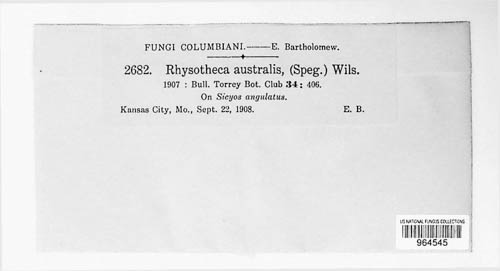 FUNGI COLUMBIANI.——E. Bartholomew.
2682. Rhysotheca australis, (Speg.) Wils.
1907 : Bull. Torrey Bot. Club 34: 406.
On Sicyos angulatus.
Kansas City, Mo., Sept. 22, 1908. E. B.
US NATIONAL FUNGUS COLLECTIONS
964545